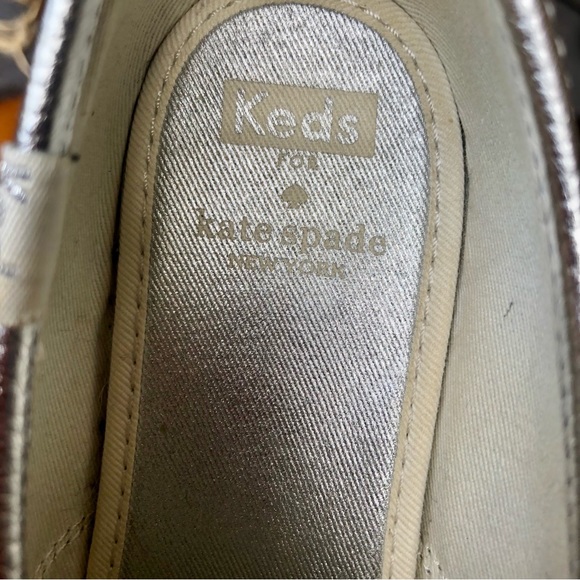 Keds
FOR
kate spade
NEW YORK